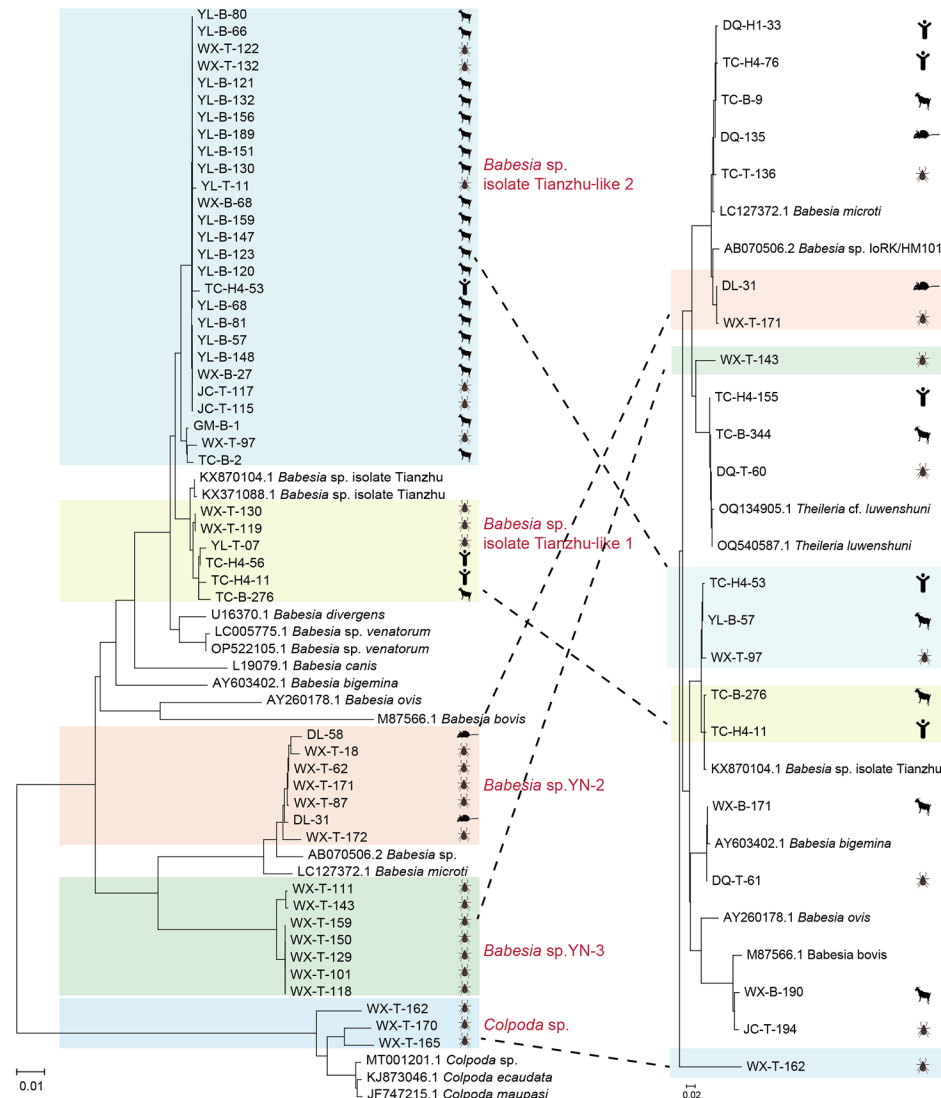 YL-B-80
YL-B-66
WX-T-122
WX-T-132
YL-B-121
YL-B-132
YL-B-156
YL-B-189
YL-B-151
YL-B-130
YL-T-11
WX-B-68
YL-B-159
YL-B-147
YL-B-123
YL-B-120
TC-H4-53
YL-B-68
YL-B-81
YL-B-57
YL-B-148
WX-B-27
JC-T-117
JC-T-115
GM-B-1
WX-T-97
TC-B-2
Babesia sp.
isolate Tianzhu-like 2
KX870104.1 Babesia sp. isolate Tianzhu
KX371088.1 Babesia sp. isolate Tianzhu
WX-T-130
WX-T-119
YL-T-07
TC-H4-56
TC-H4-11
TC-B-276
Babesia sp.
isolate Tianzhu-like 1
U16370.1 Babesia divergens
LC005775.1 Babesia sp. venatorum
OP522105.1 Babesia sp. venatorum
L19079.1 Babesia canis
AY603402.1 Babesia bigemina
AY260178.1 Babesia ovis
M87566.1 Babesia bovis
DL-58
WX-T-18
WX-T-62
WX-T-171
WX-T-87
DL-31
WX-T-172
Babesia sp.YN-2
AB070506.2 Babesia sp.
LC127372.1 Babesia microti
WX-T-111
WX-T-143
WX-T-159
WX-T-150
WX-T-129
WX-T-101
WX-T-118
Babesia sp.YN-3
WX-T-162
WX-T-170
WX-T-165
Colpoda sp.
MT001201.1 Colpoda sp.
KJ873046.1 Colpoda ecaudata
JF747215.1 Colpoda maupasi
0.01
DQ-H1-33
TC-H4-76
TC-B-9
DQ-135
TC-T-136
LC127372.1 Babesia microti
AB070506.2 Babesia sp. IoRK/HM101
DL-31
WX-T-171
WX-T-143
TC-H4-155
TC-B-344
DQ-T-60
OQ134905.1 Theileria cf. luwenshuni
OQ540587.1 Theileria luwenshuni
TC-H4-53
YL-B-57
WX-T-97
TC-B-276
TC-H4-11
KX870104.1 Babesia sp. isolate Tianzhu
WX-B-171
AY603402.1 Babesia bigemina
DQ-T-61
AY260178.1 Babesia ovis
M87566.1 Babesia bovis
WX-B-190
JC-T-194
WX-T-162
0.02